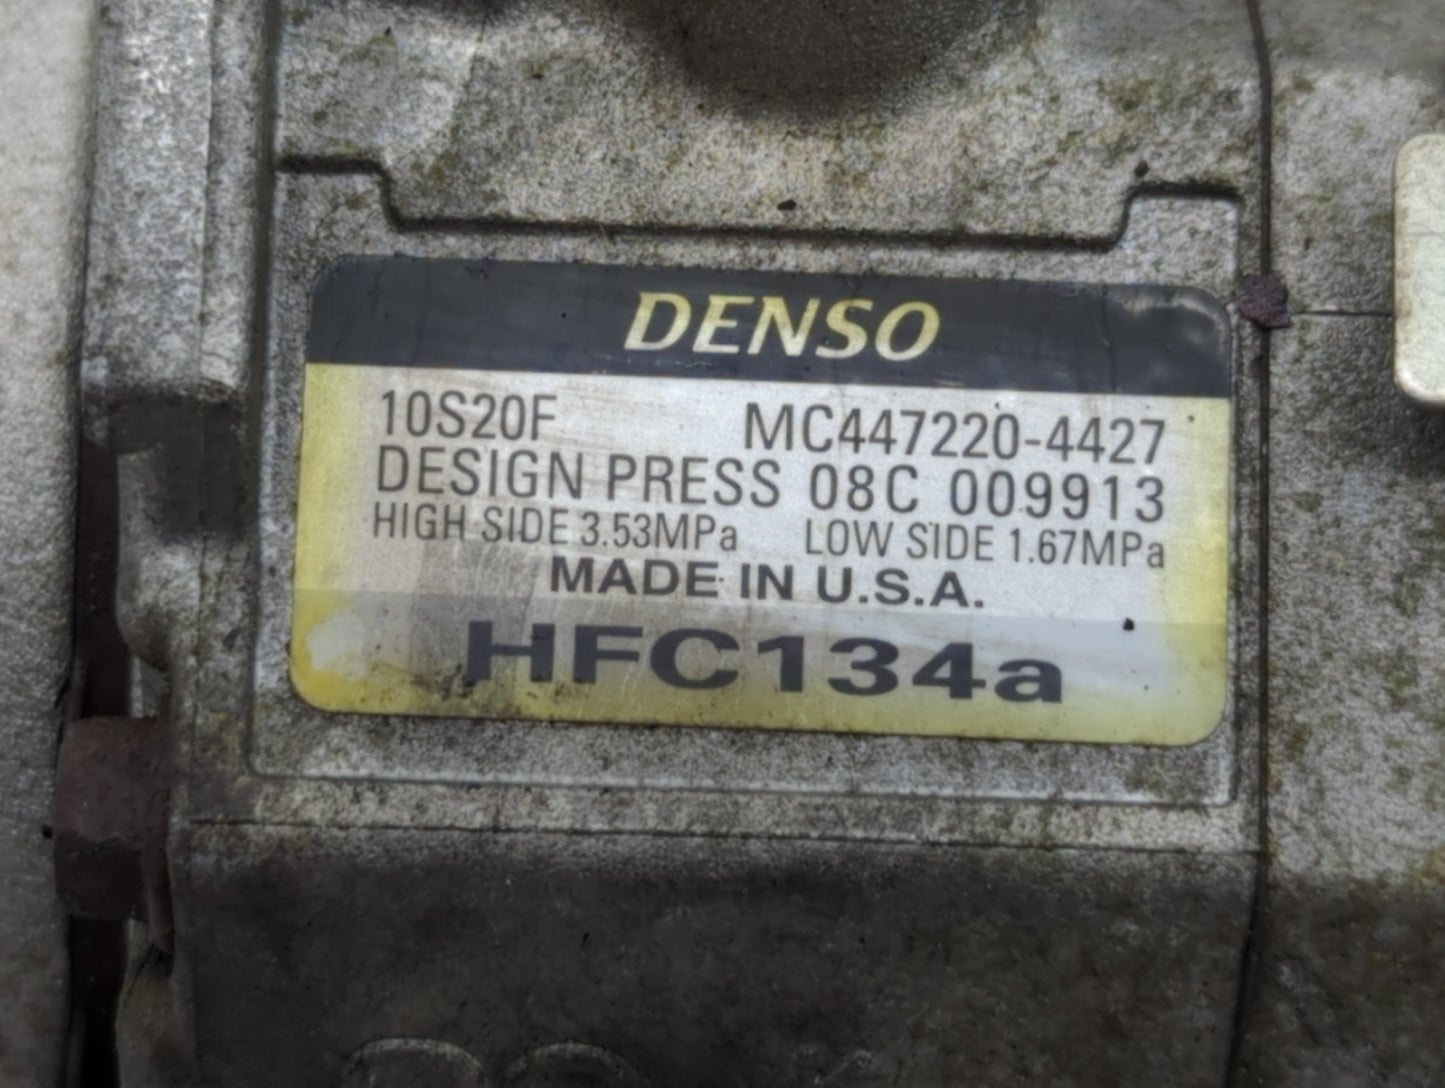 DENSO
10S20F MC447220-4427
DESIGN PRESS 08C 009913
HIGH SIDE 3.53MPa LOW SIDE 1.67MPa
MADE IN U.S.A.
HFC134a